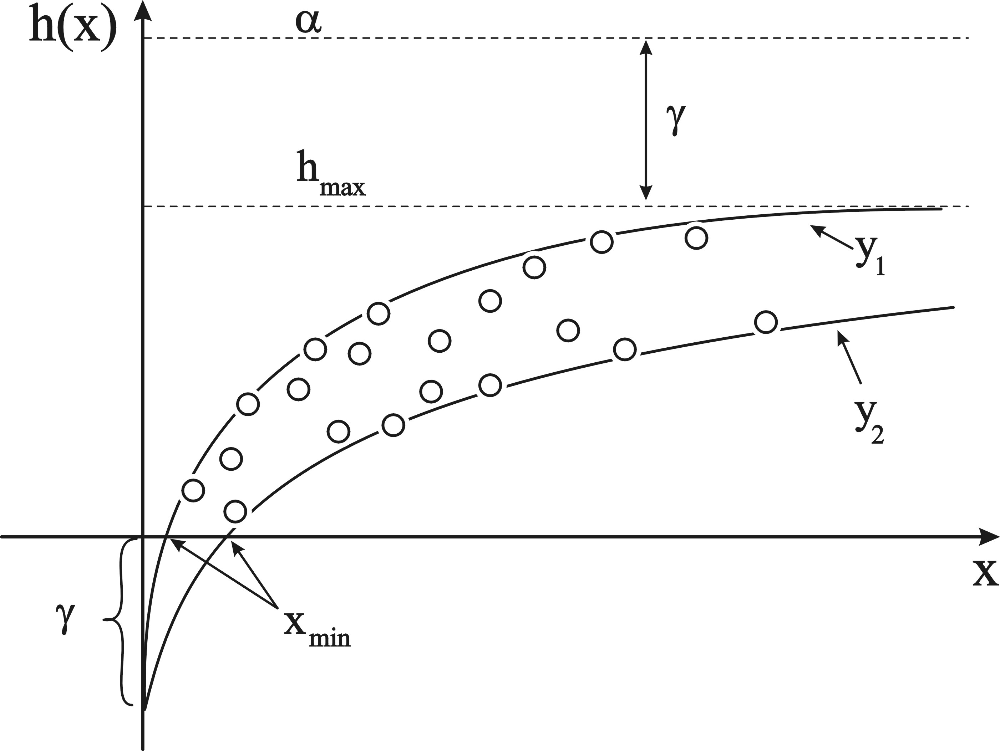 h(x)
α
γ
h_max
y_1
y_2
x
γ
x_min